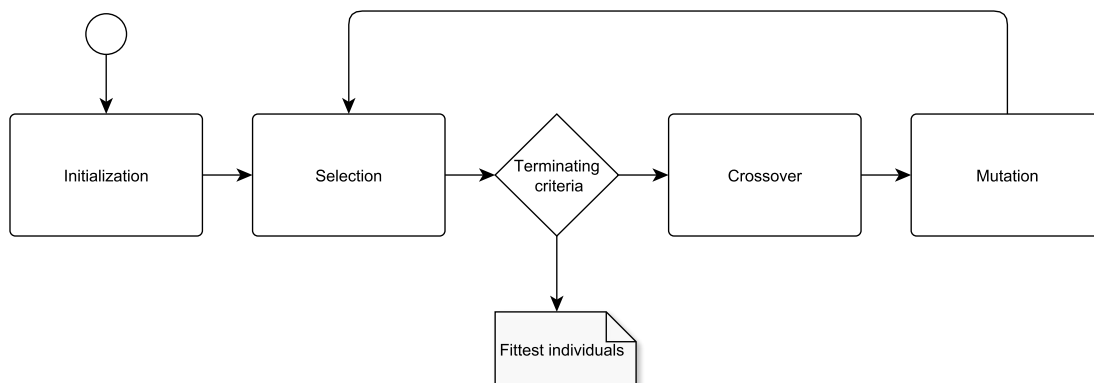 Initialization
Selection
Terminating
criteria
Crossover
Mutation
Fittest individuals